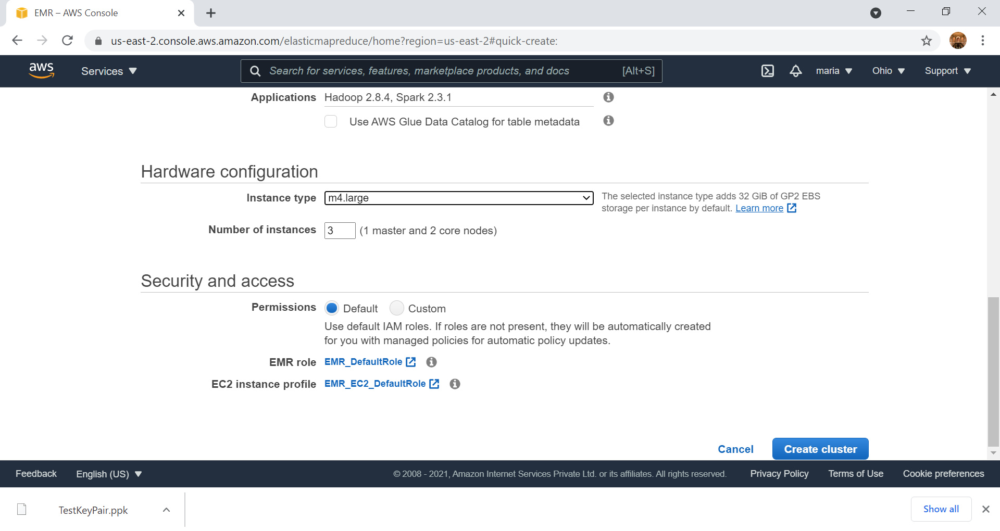 EMR – AWS Console
us-east-2.console.aws.amazon.com/elasticmapreduce/home?region=us-east-2#quick-create:
aws Services Search for services, features, marketplace products, and docs [Alt+S] maria Ohio Support
Applications Hadoop 2.8.4, Spark 2.3.1
Use AWS Glue Data Catalog for table metadata
Hardware configuration
Instance type m4.large The selected instance type adds 32 GiB of GP2 EBS
storage per instance by default. Learn more
Number of instances 3 (1 master and 2 core nodes)
Security and access
Permissions Default Custom
Use default IAM roles. If roles are not present, they will be automatically created
for you with managed policies for automatic policy updates.
EMR role EMR_DefaultRole
EC2 instance profile EMR_EC2_DefaultRole
Cancel Create cluster
Feedback English (US) © 2008 - 2021, Amazon Internet Services Private Ltd. or its affiliates. All rights reserved. Privacy Policy Terms of Use Cookie preferences
TestKeyPair.ppk Show all